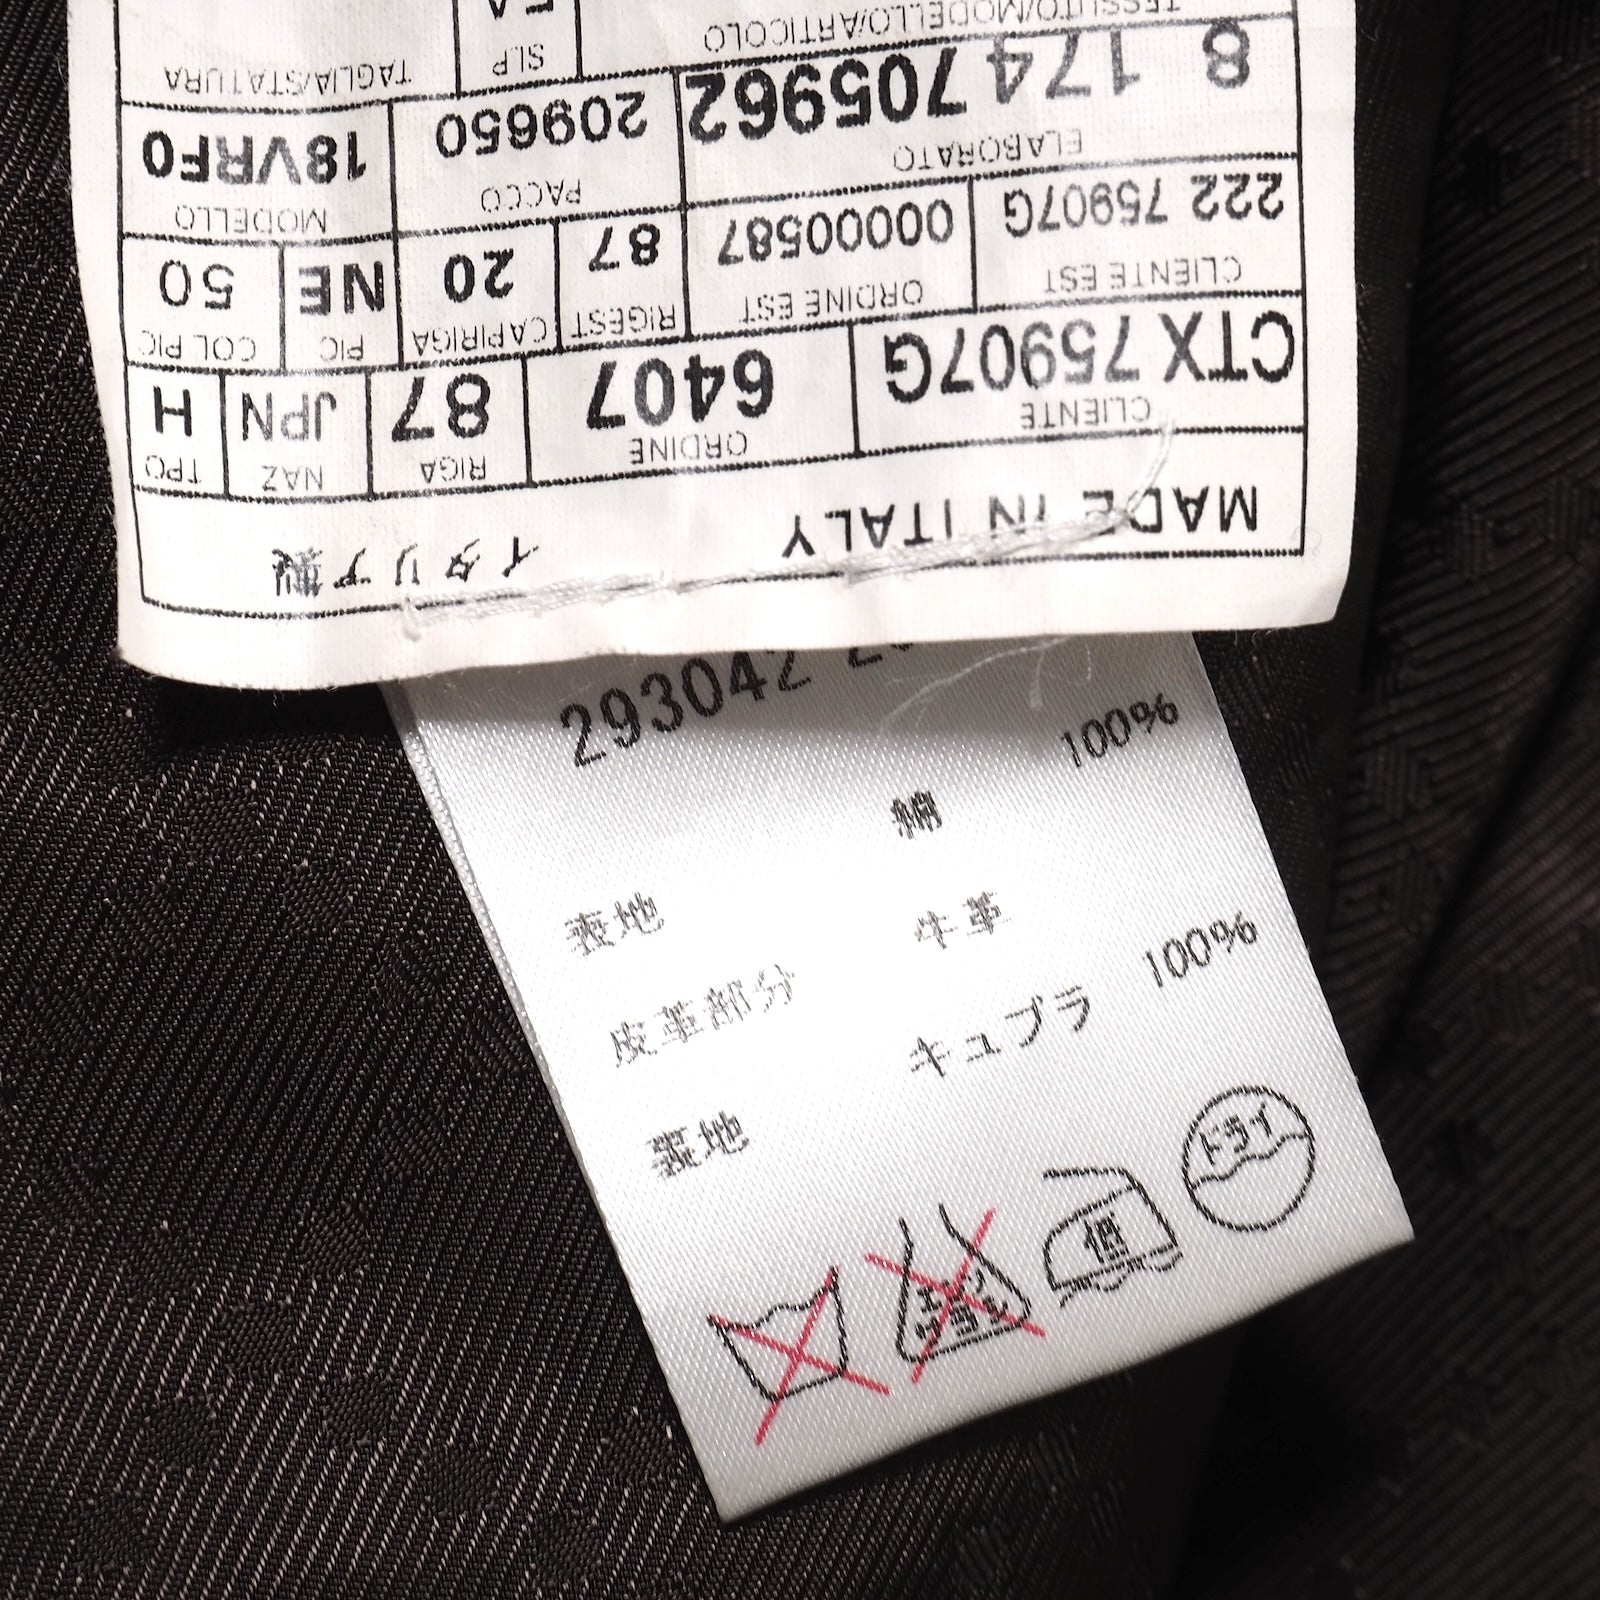 MADE IN ITALY イタリア製
CLIENTE ORDINE RIGA NAZ TPO
CTX 75907G 6407 87 JPN H
CLIENTE EST ORDINE EST RIGEST CAPIRIGA PIC COL PIC
222 75907G 00000587 87 20 NE 50
ELABORATO PACCO MODELLO
8 174 705962 209650 18VRF0
TESSUTO/MODELLO/ARTICOLO SLP TAGLIA/STATURA
293042
表地 綿 100%
皮革部分 牛革
裏地 キュプラ 100%
低 ドライ